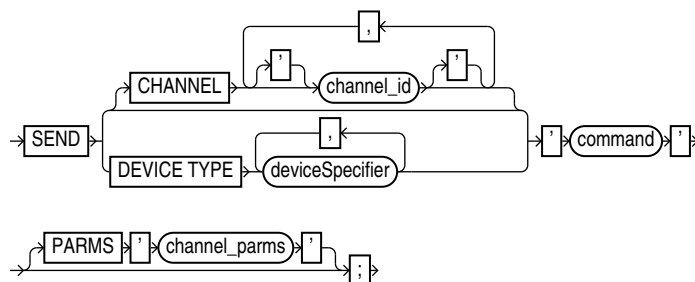 ,
CHANNEL ' channel_id '
SEND ' command '
,
DEVICE TYPE deviceSpecifier
PARMS ' channel_parms '
;